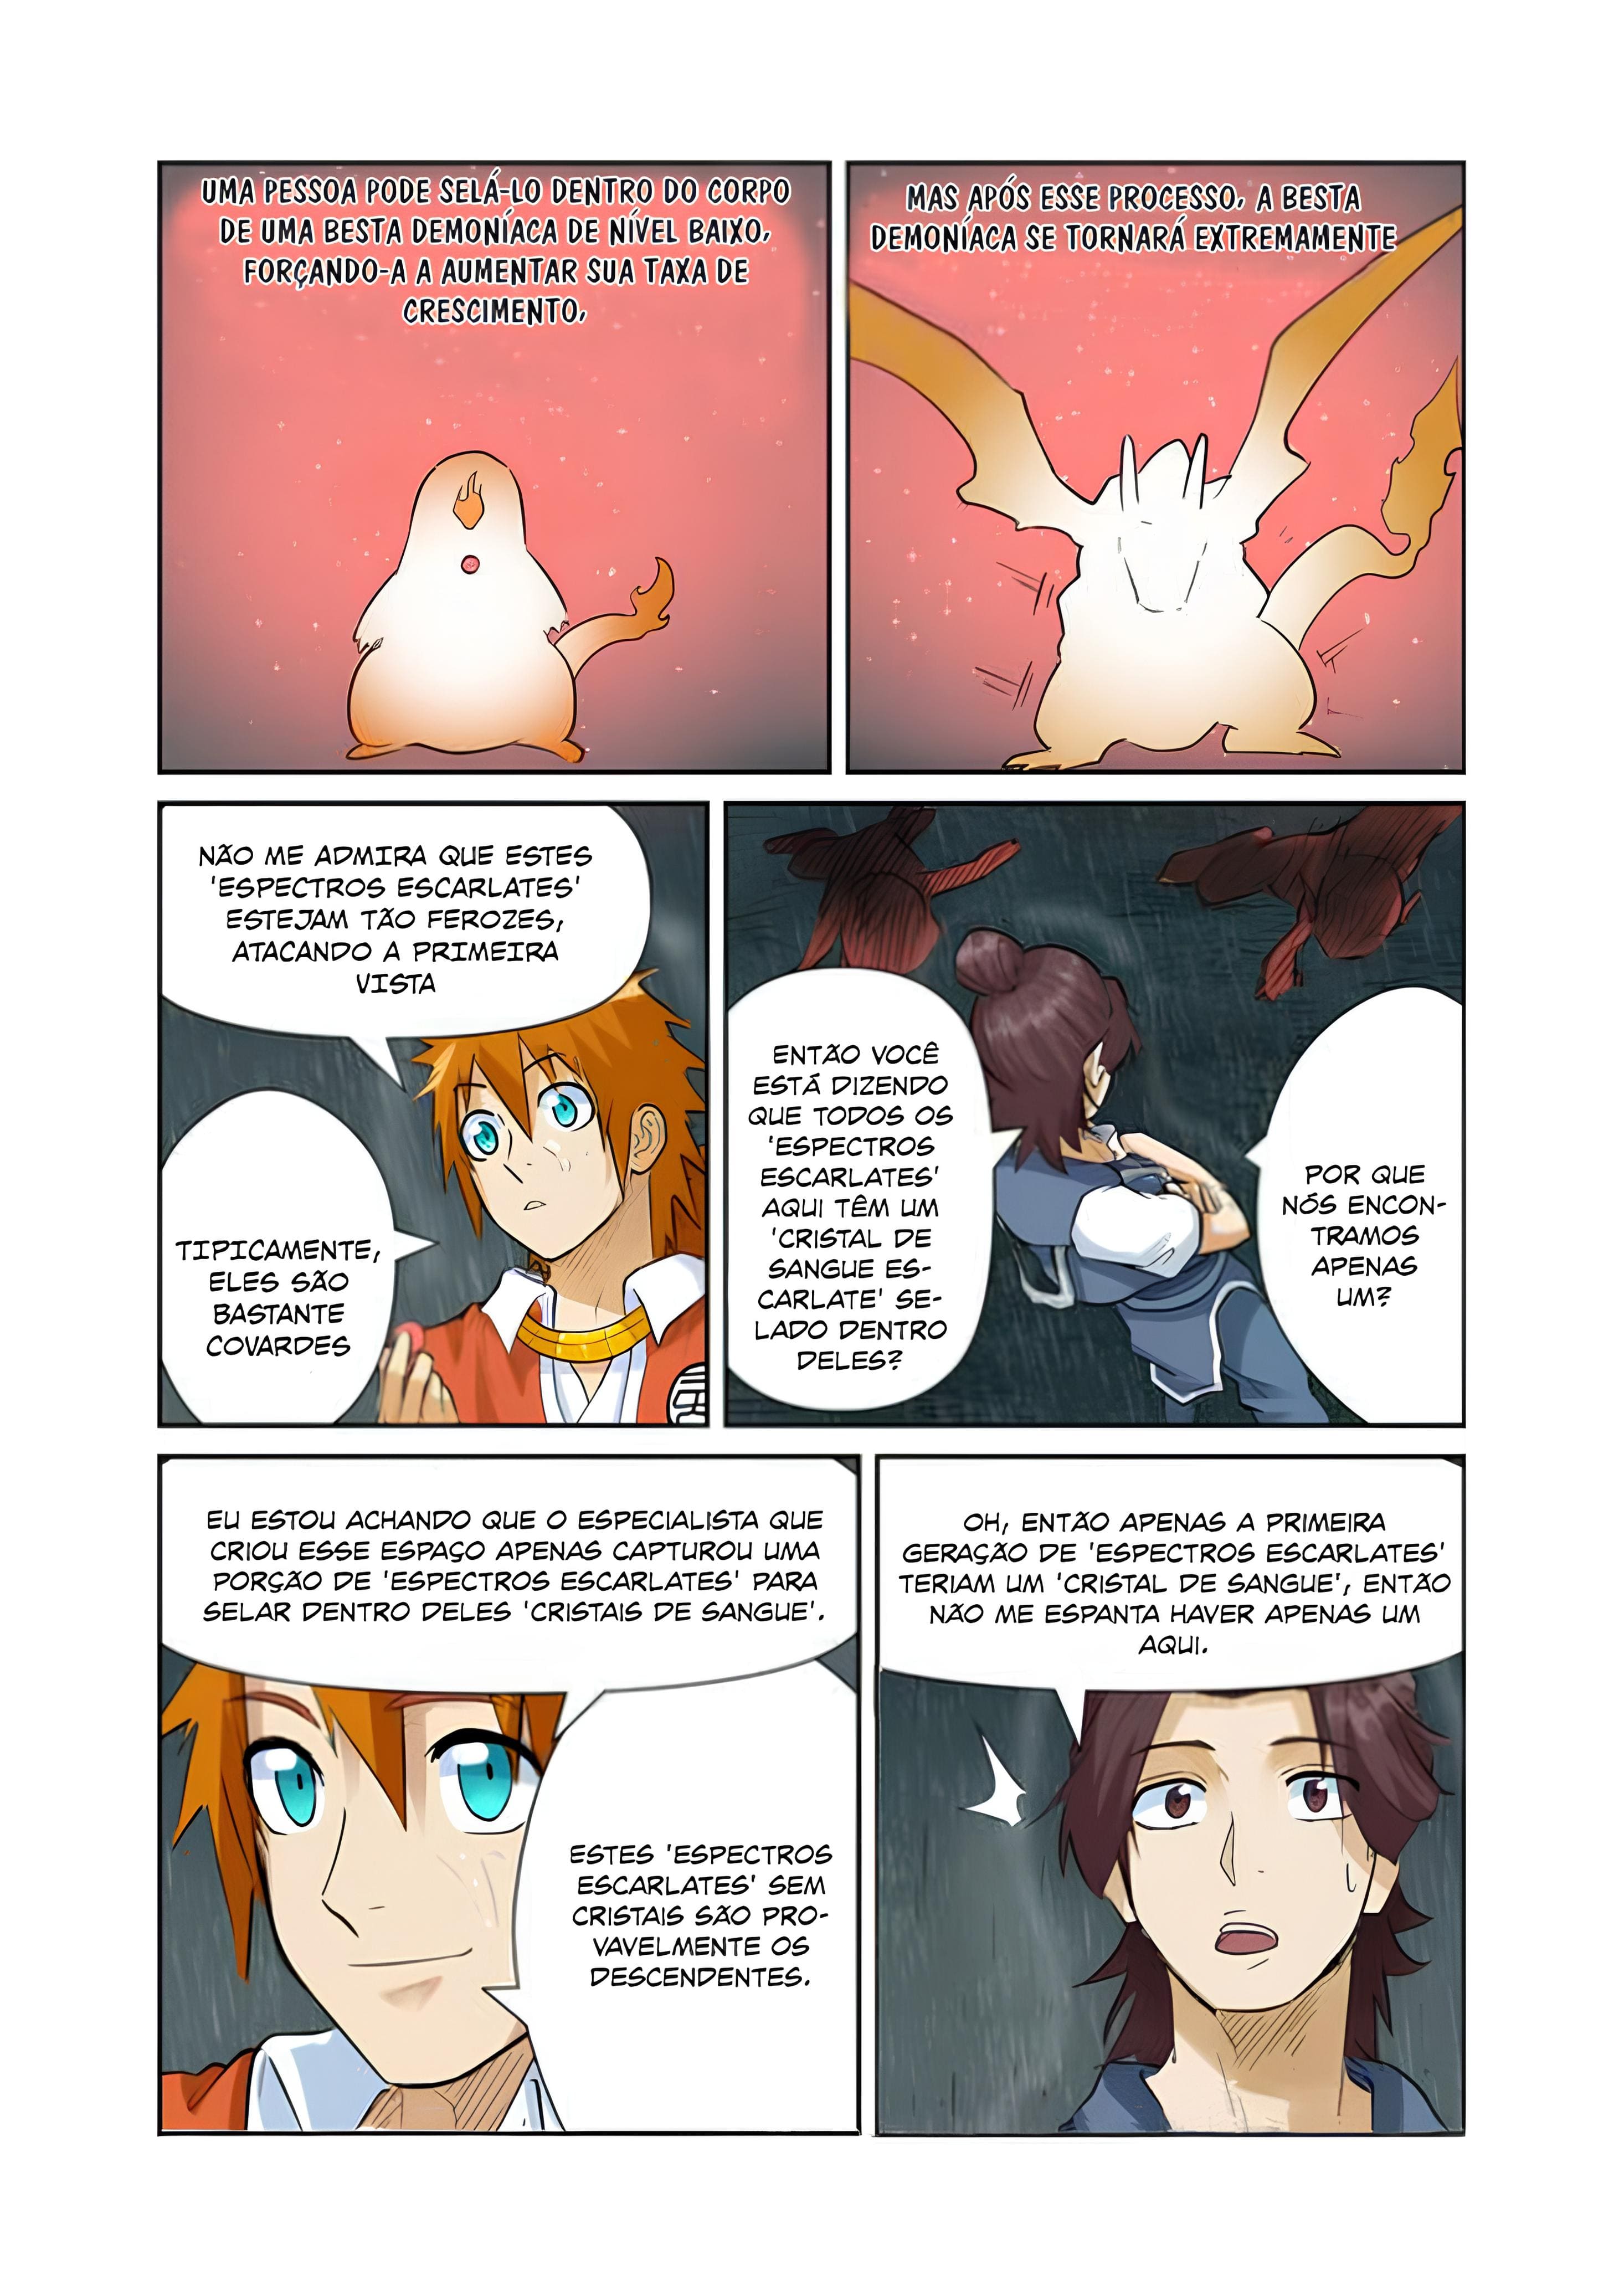 UMA PESSOA PODE SELÁ-LO DENTRO DO CORPO
DE UMA BESTA DEMONÍACA DE NÍVEL BAIXO,
FORÇANDO-A A AUMENTAR SUA TAXA DE
CRESCIMENTO,
MAS APÓS ESSE PROCESSO, A BESTA
DEMONÍACA SE TORNARÁ EXTREMAMENTE
NÃO ME ADMIRA QUE ESTES
'ESPECTROS ESCARLATES'
ESTEJAM TÃO FEROZES,
ATACANDO A PRIMEIRA
VISTA
TIPICAMENTE,
ELES SÃO
BASTANTE
COVARDES
ENTÃO VOCÊ
ESTÁ DIZENDO
QUE TODOS OS
'ESPECTROS
ESCARLATES'
AQUI TÊM UM
'CRISTAL DE
SANGUE ES-
CARLATE' SE-
LADO DENTRO
DELES?
POR QUE
NÓS ENCON-
TRAMOS
APENAS
UM?
EU ESTOU ACHANDO QUE O ESPECIALISTA QUE
CRIOU ESSE ESPAÇO APENAS CAPTUROU UMA
PORÇÃO DE 'ESPECTROS ESCARLATES' PARA
SELAR DENTRO DELES 'CRISTAIS DE SANGUE'.
ESTES 'ESPECTROS
ESCARLATES' SEM
CRISTAIS SÃO PRO-
VAVELMENTE OS
DESCENDENTES.
OH, ENTÃO APENAS A PRIMEIRA
GERAÇÃO DE 'ESPECTROS ESCARLATES'
TERIAM UM 'CRISTAL DE SANGUE', ENTÃO
NÃO ME ESPANTA HAVER APENAS UM
AQUI.